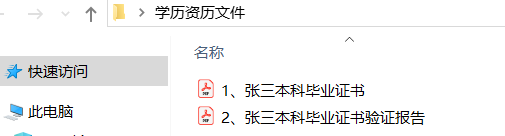 学历资历文件
名称
快速访问
1、张三本科毕业证书
此电脑
2、张三本科毕业证书验证报告